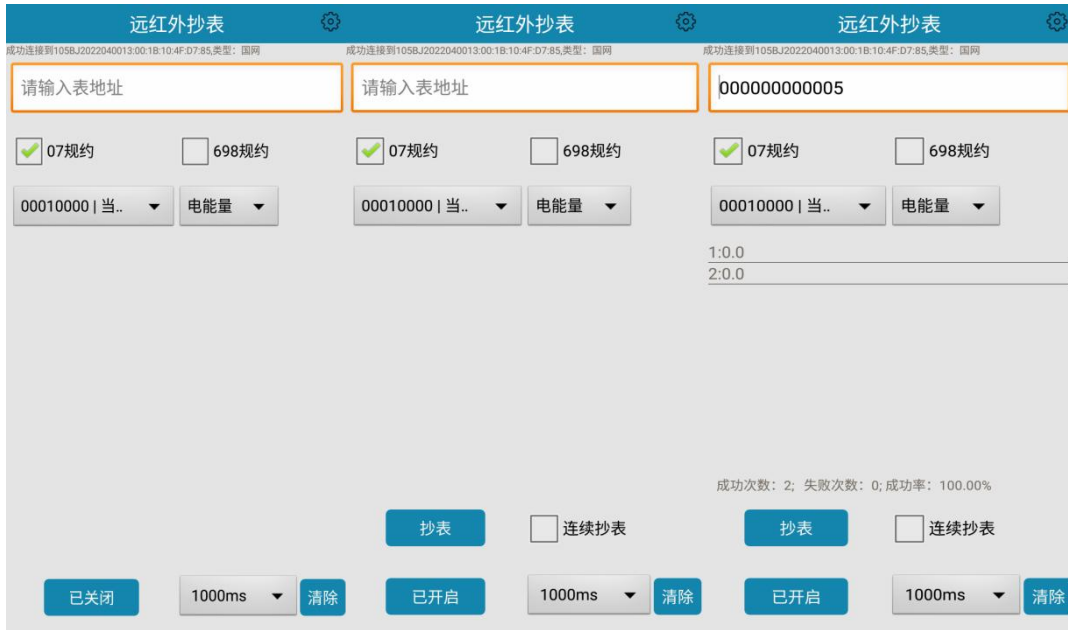 远红外抄表
成功连接到105BJ2022040013:00:1B:10:4F:D7:85,类型：国网
请输入表地址
07规约
698规约
00010000 | 当..
电能量
已关闭
1000ms
清除
远红外抄表
成功连接到105BJ2022040013:00:1B:10:4F:D7:85,类型：国网
请输入表地址
07规约
698规约
00010000 | 当..
电能量
抄表
连续抄表
已开启
1000ms
清除
远红外抄表
成功连接到105BJ2022040013:00:1B:10:4F:D7:85,类型：国网
000000000005
07规约
698规约
00010000 | 当..
电能量
1:0.0
2:0.0
成功次数：2; 失败次数：0;成功率：100.00%
抄表
连续抄表
已开启
1000ms
清除